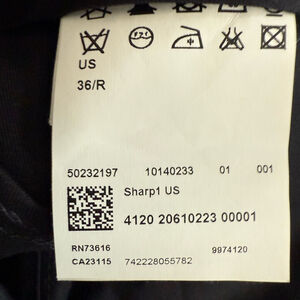 US
36/R
50232197 10140233 01 001
Sharp1 US
4120 20610223 00001
RN73616 9974120
CA23115 742228055782